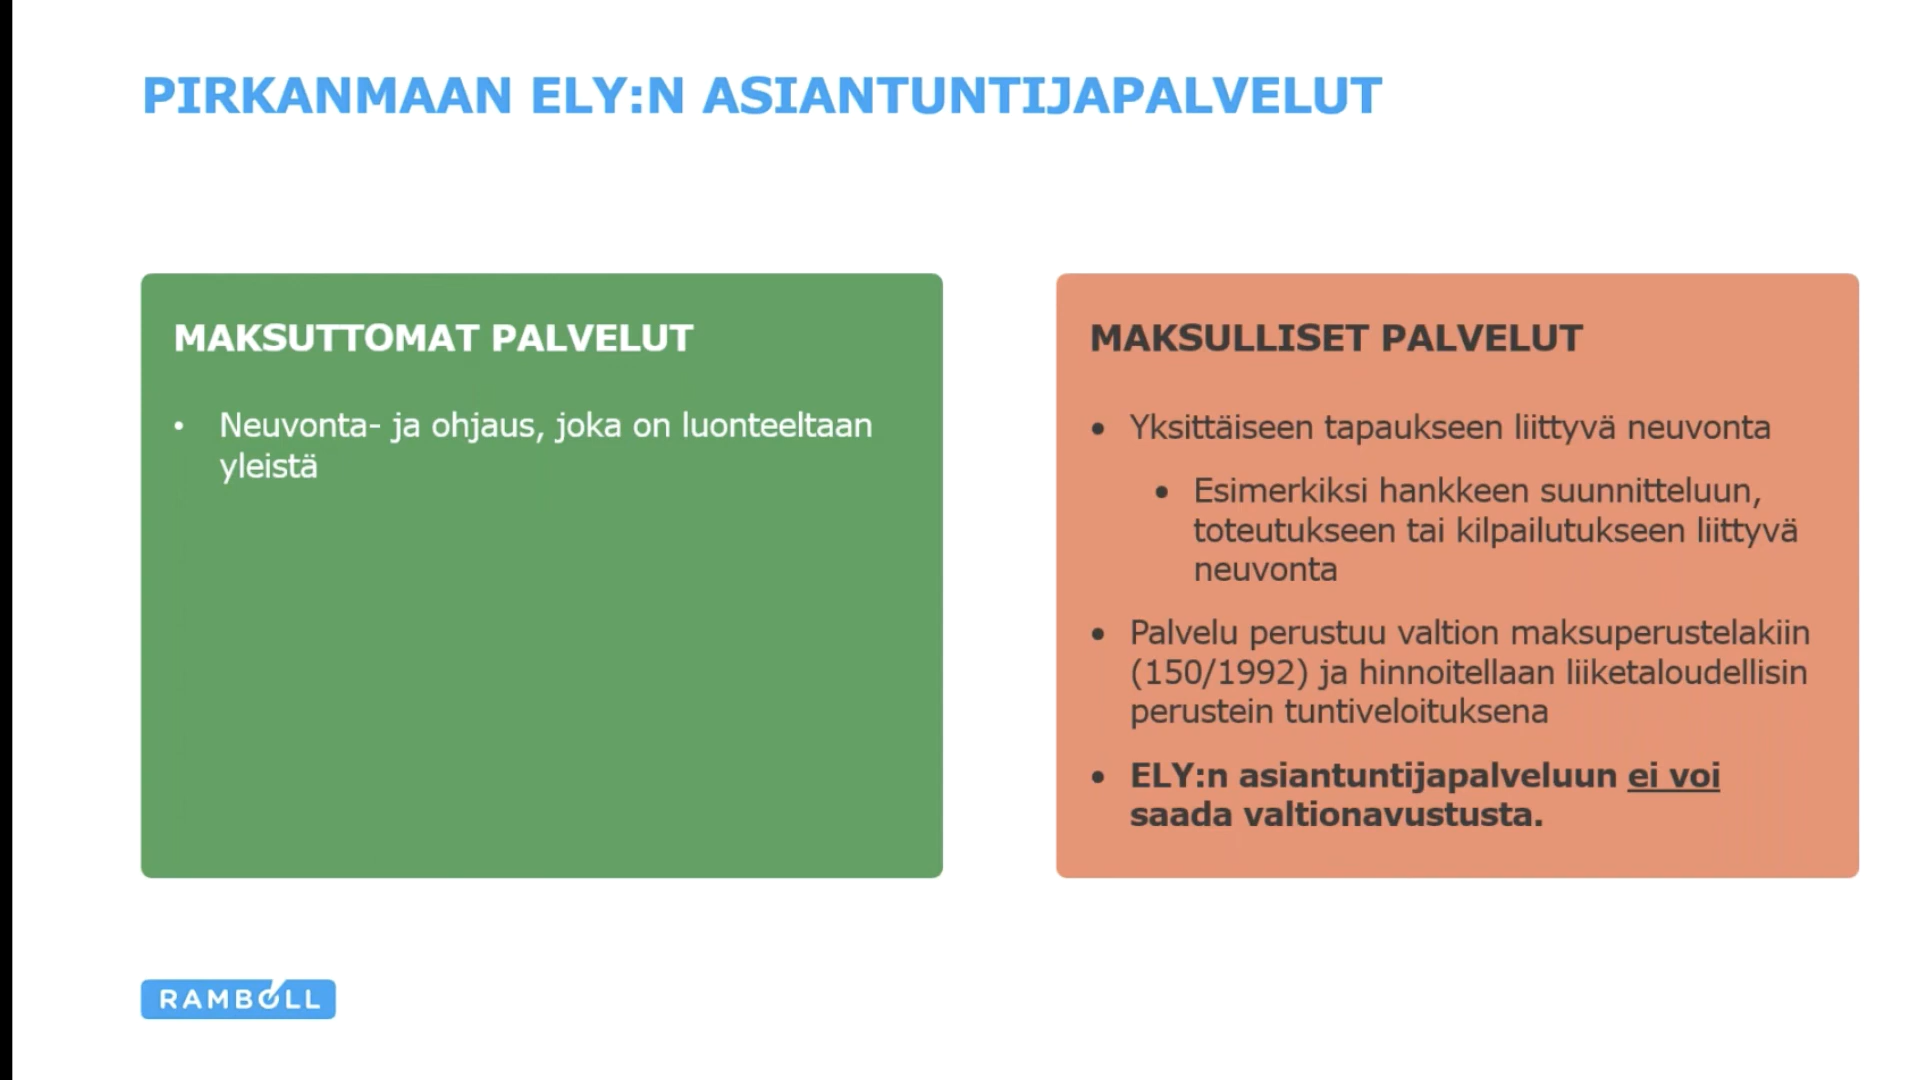 PIRKANMAAN ELY:N ASIANTUNTIJAPALVELUT
MAKSUTTOMAT PALVELUT
• Neuvonta- ja ohjaus, joka on luonteeltaan
yleistä
MAKSULLISET PALVELUT
• Yksittäiseen tapaukseen liittyvä neuvonta
• Esimerkiksi hankkeen suunnitteluun,
toteutukseen tai kilpailutukseen liittyvä
neuvonta
• Palvelu perustuu valtion maksuperustelakiin
(150/1992) ja hinnoitellaan liiketaloudellisin
perustein tuntiveloituksena
• ELY:n asiantuntijapalveluun ei voi
saada valtionavustusta.
RAMBOLL